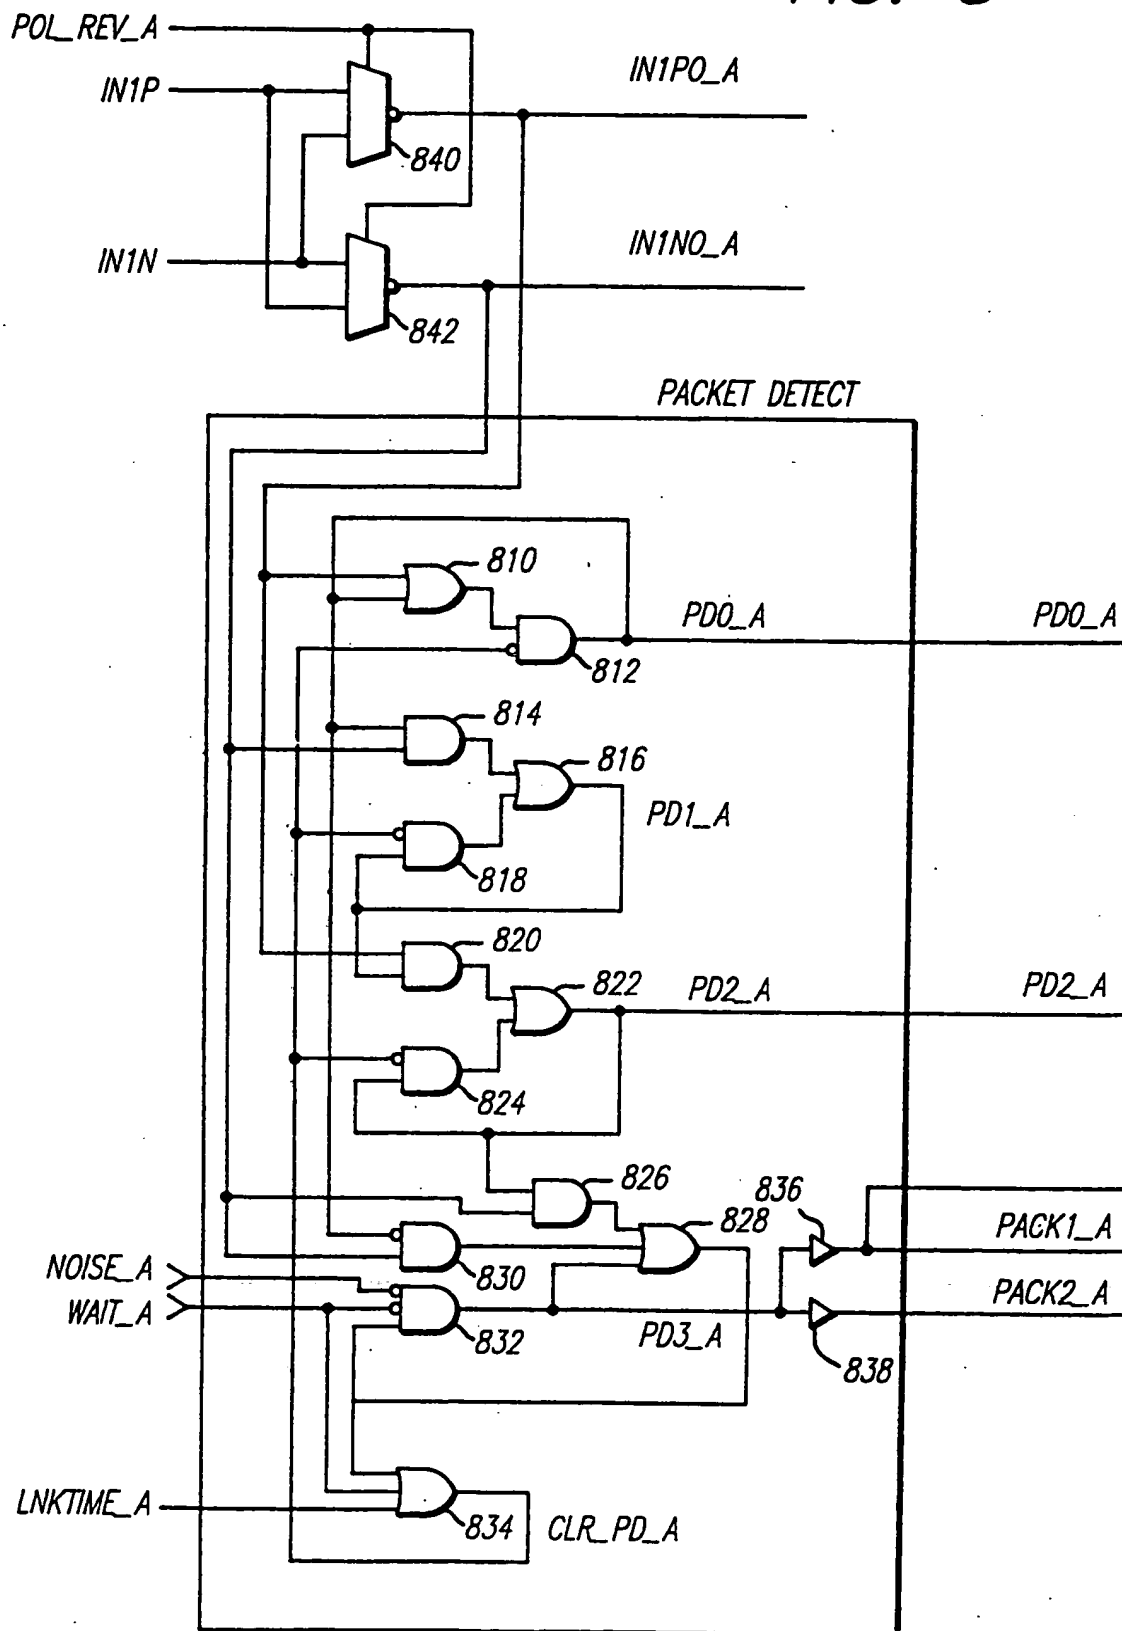 POL_REV_A
IN1P
IN1PO_A
840
IN1N
IN1NO_A
842
PACKET DETECT
810
PD0_A
PD0_A
812
814
816
PD1_A
818
820
822
PD2_A
PD2_A
824
826
836
828
PACK1_A
NOISE_A
830
WAIT_A
PACK2_A
832
PD3_A
838
LNKTIME_A
834
CLR_PD_A